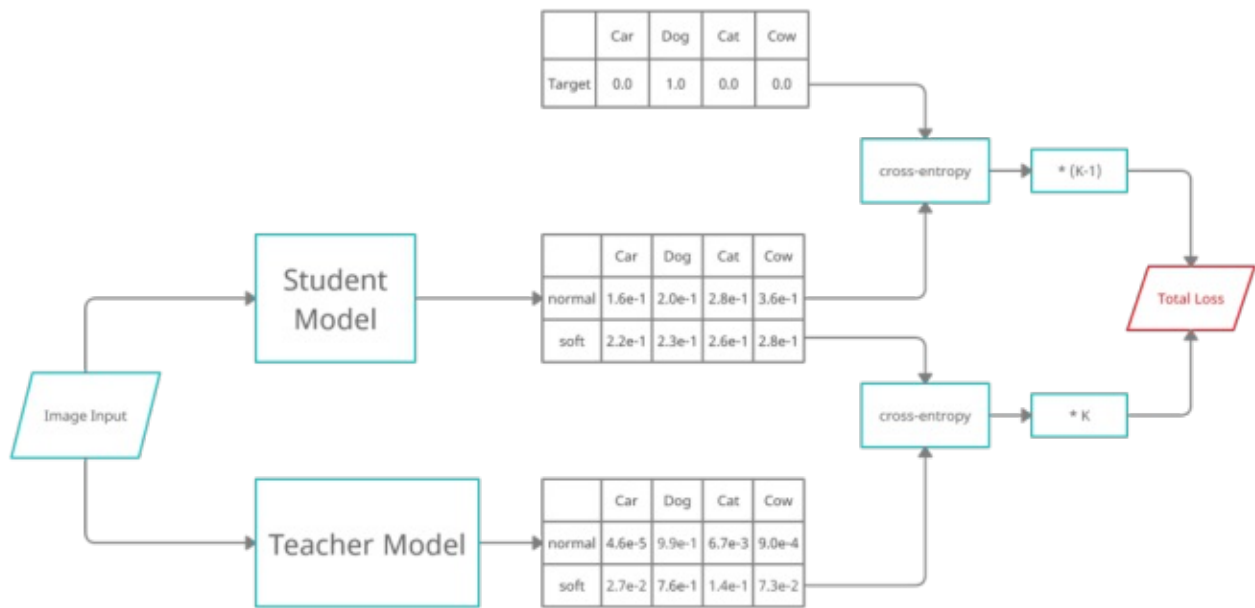 Car Dog Cat Cow
Target 0.0 1.0 0.0 0.0
cross-entropy
* (K-1)
Student
Model
Car Dog Cat Cow
normal 1.6e-1 2.0e-1 2.8e-1 3.6e-1
soft 2.2e-1 2.3e-1 2.6e-1 2.8e-1
Total Loss
Image Input
cross-entropy
* K
Teacher Model
Car Dog Cat Cow
normal 4.6e-5 9.9e-1 6.7e-3 9.0e-4
soft 2.7e-2 7.6e-1 1.4e-1 7.3e-2